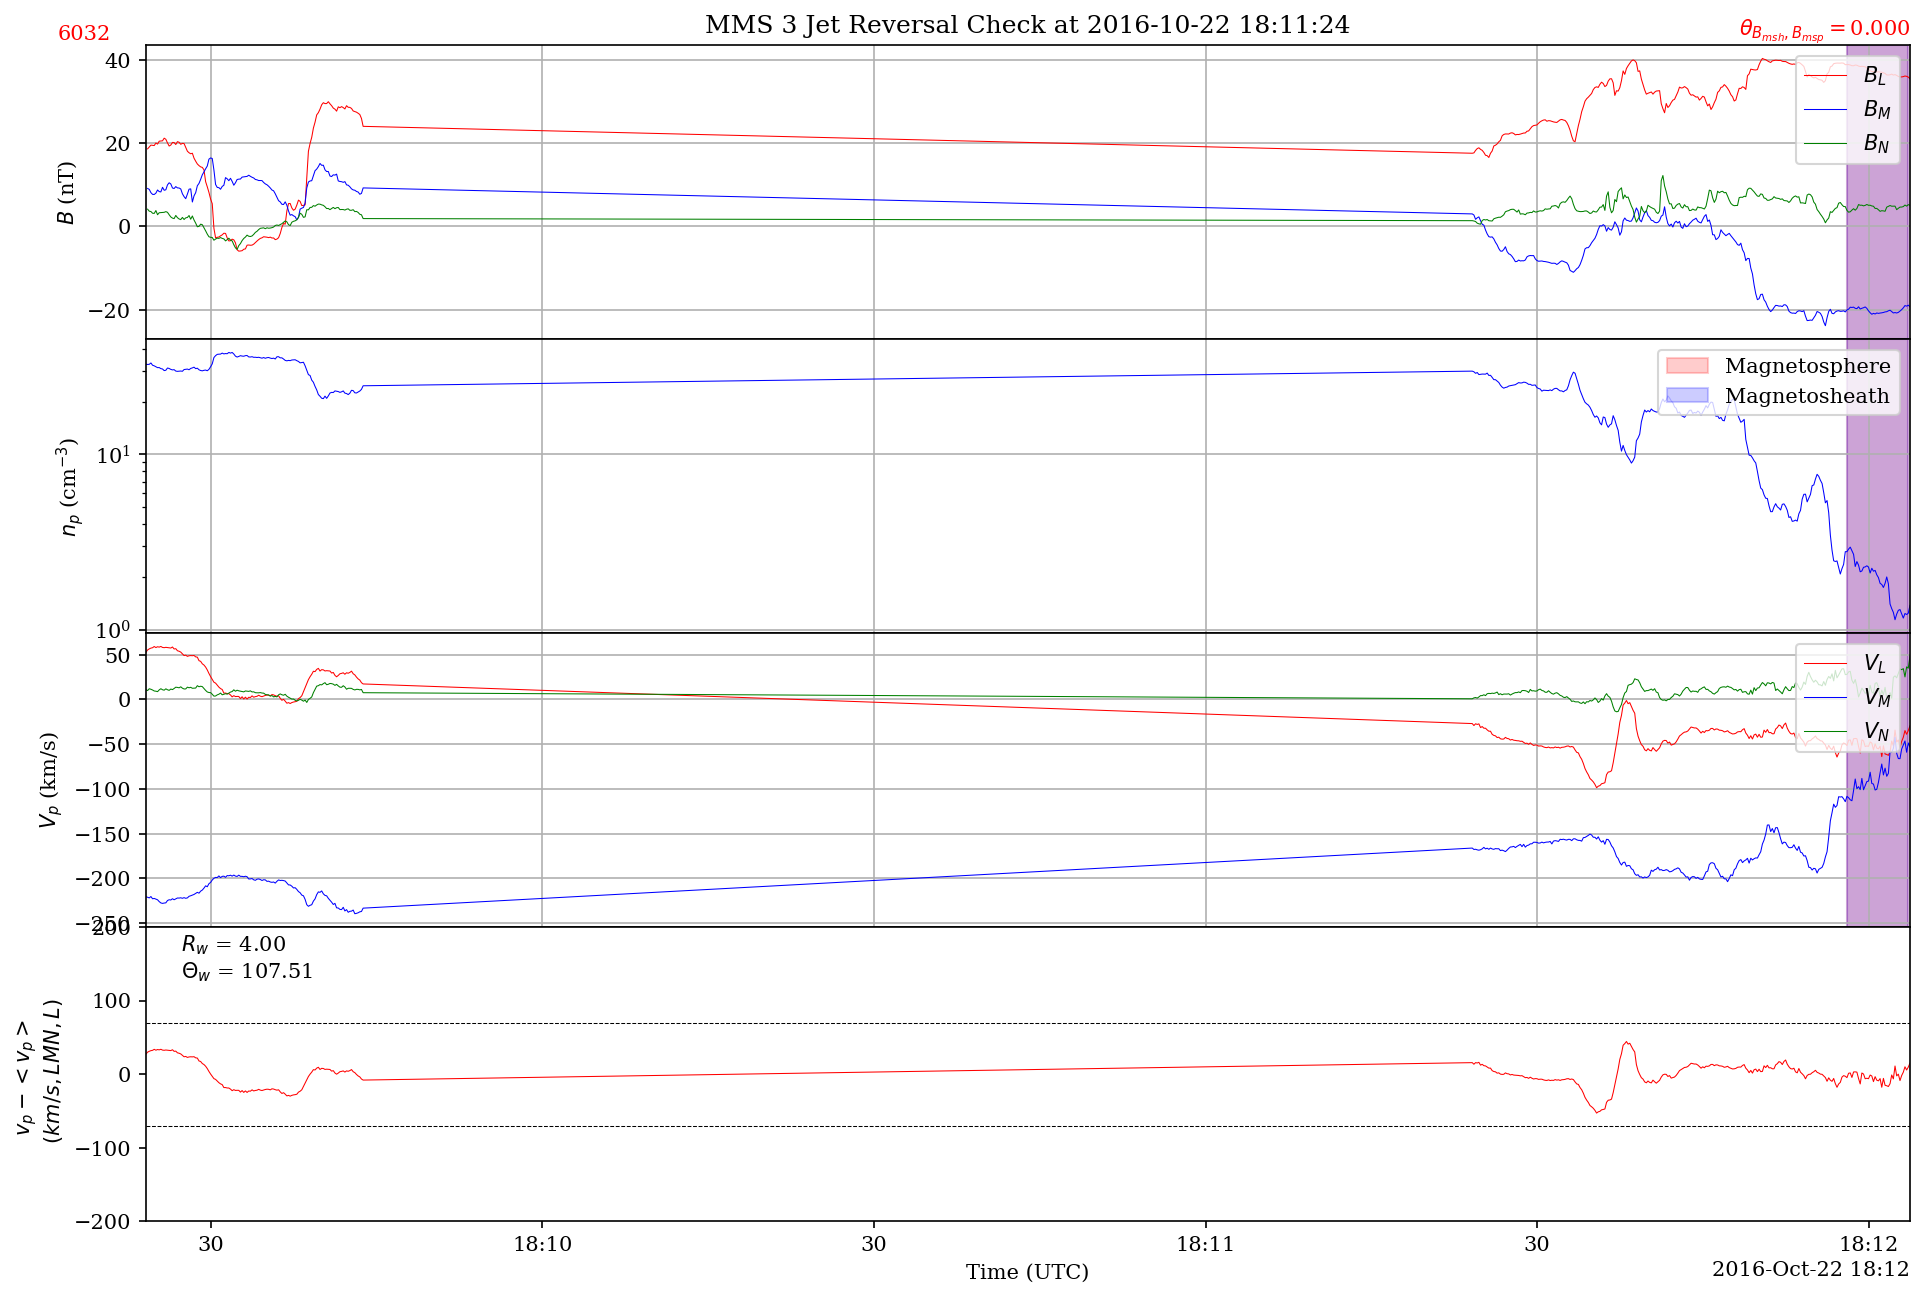 MMS 3 Jet Reversal Check at 2016-10-22 18:11:24
6032
θ_{B_{msh}, B_{msp}} = 0.000
40
20
0
−20
B (nT)
B_L
B_M
B_N
10^1
10^0
n_p (cm^{-3})
Magnetosphere
Magnetosheath
50
0
−50
−100
−150
−200
−250
V_p (km/s)
V_L
V_M
V_N
200
100
0
−100
−200
v_p − <v_p>
(km/s, LMN, L)
R_w = 4.00
Θ_w = 107.51
30
18:10
30
18:11
30
18:12
Time (UTC)
2016-Oct-22 18:12